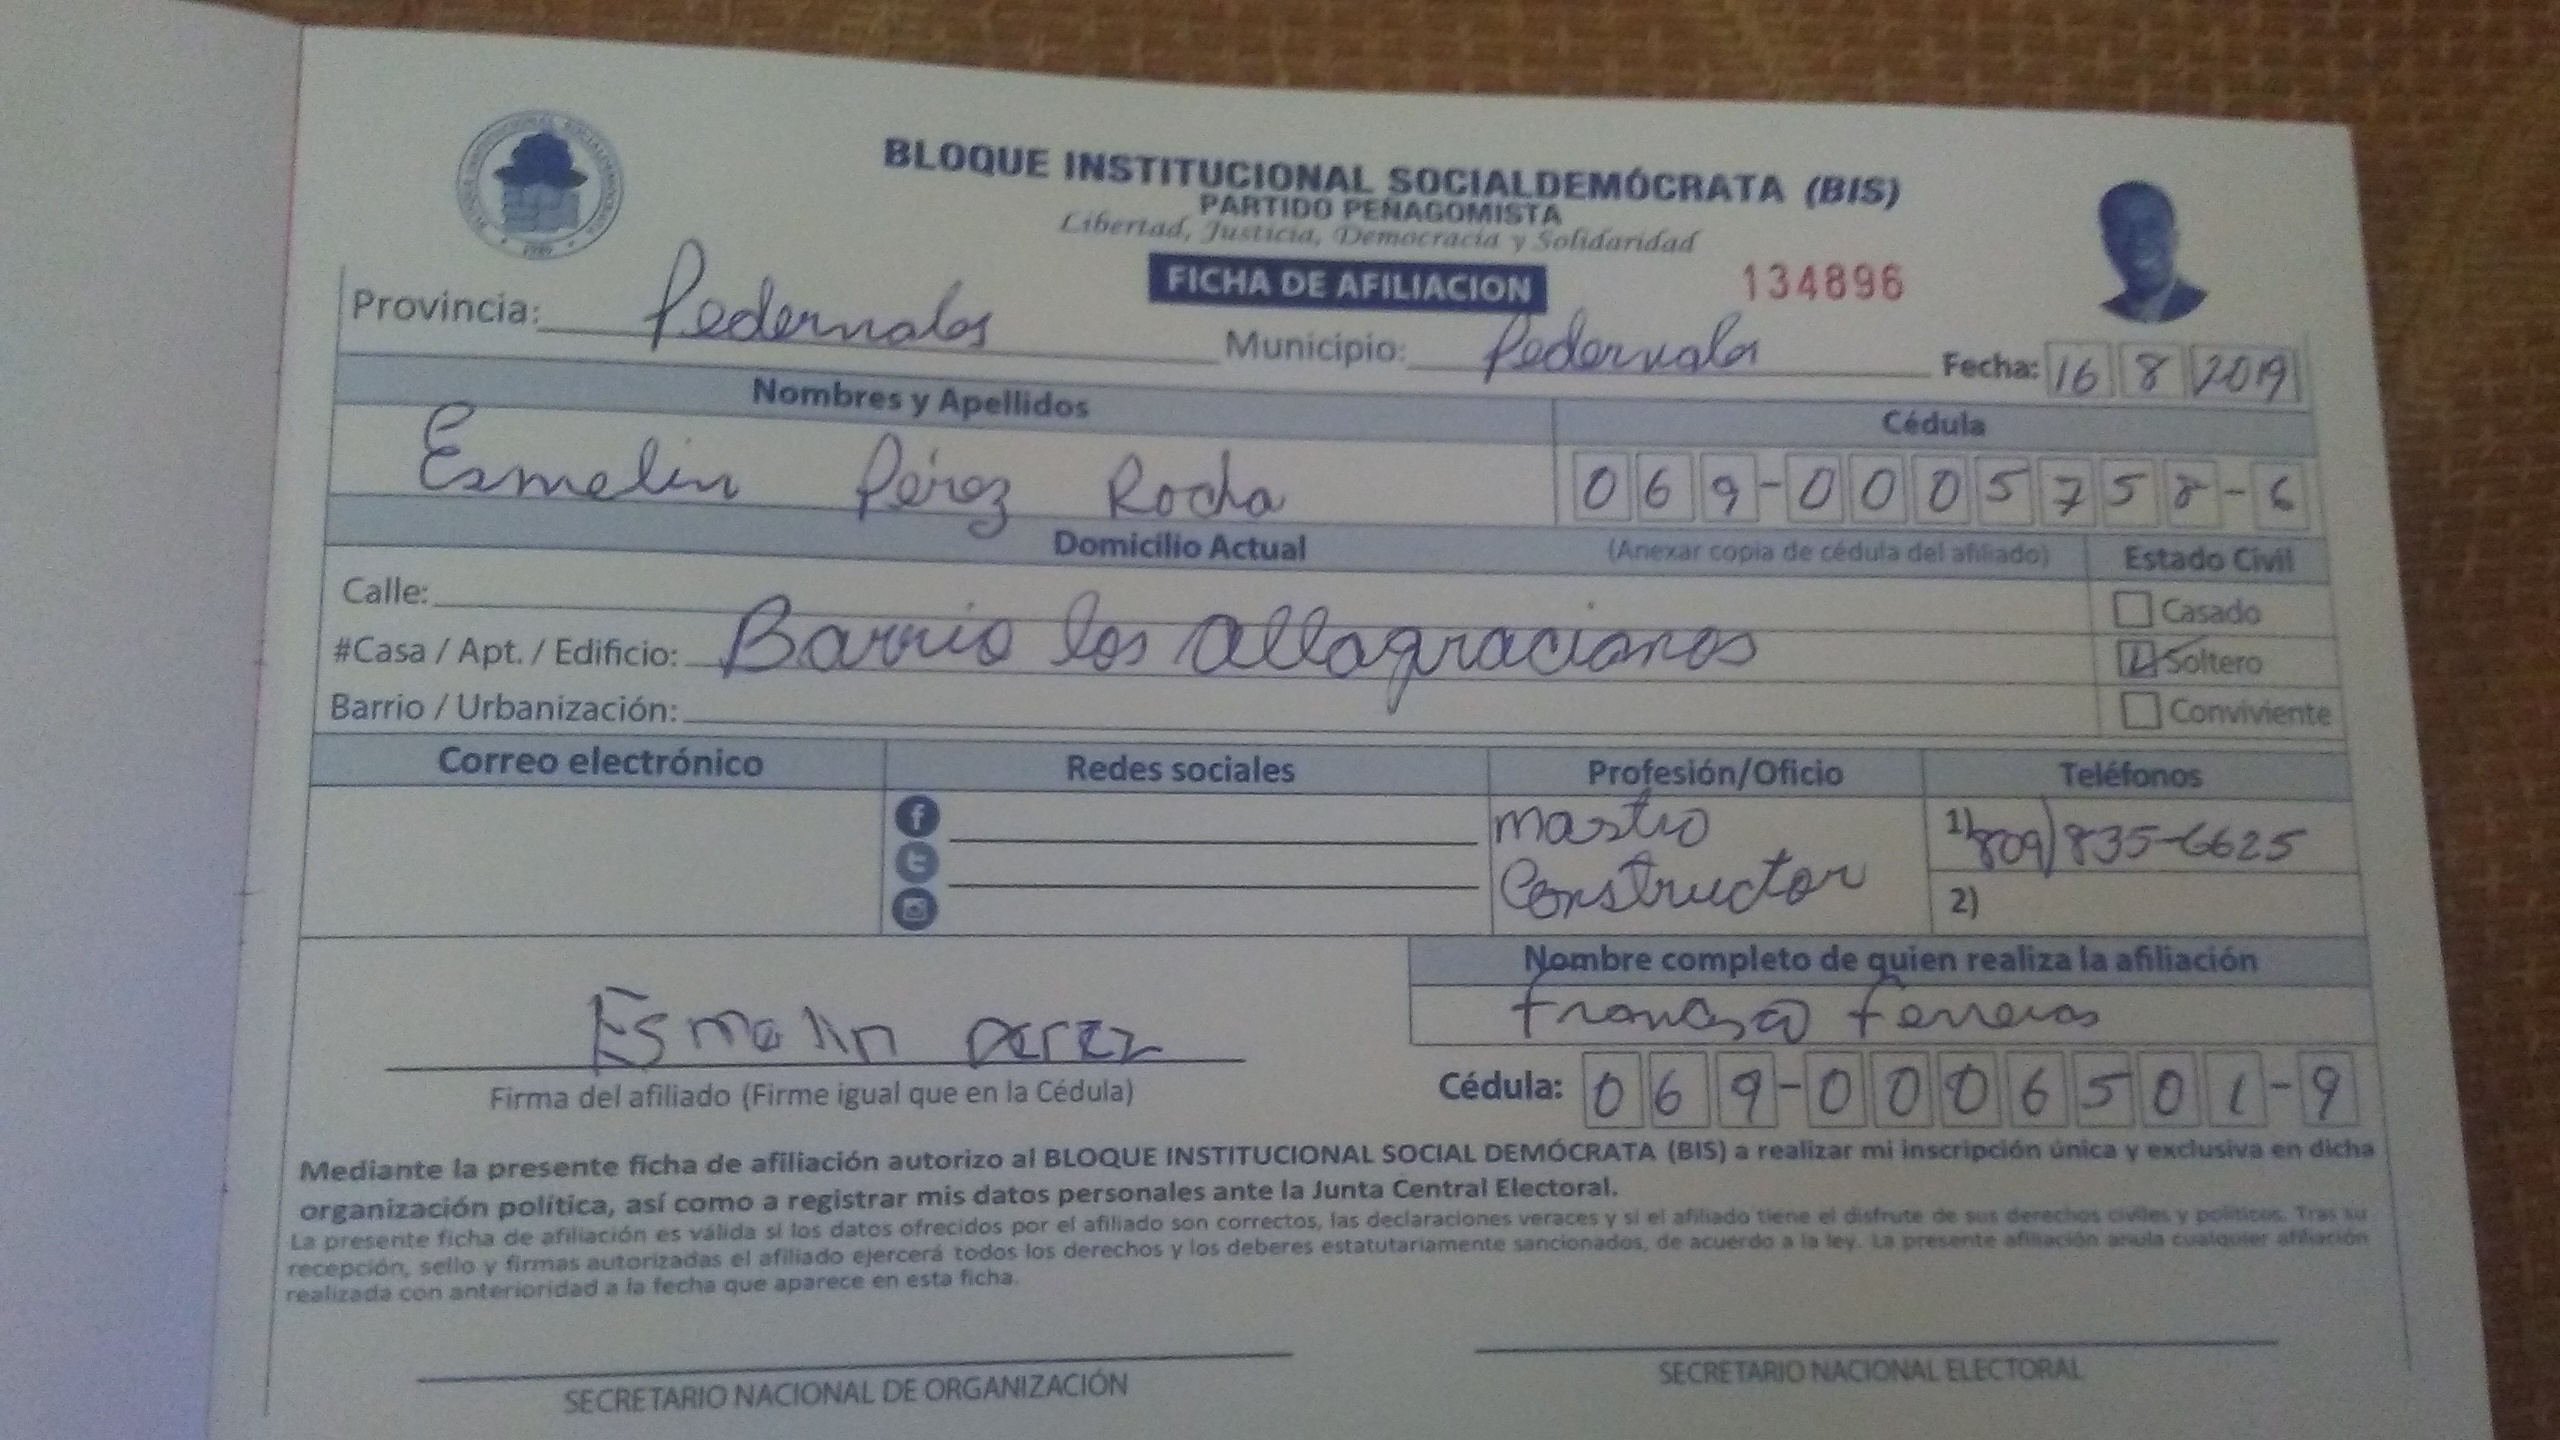 BLOQUE INSTITUCIONAL SOCIALDEMÓCRATA (BIS)
PARTIDO PEÑAGOMISTA
Libertad, Justicia, Democracia y Solidaridad
FICHA DE AFILIACION 134896
Provincia: Pedernales Municipio: Pedernales Fecha: 16 8 2019
Nombres y Apellidos Cédula
Esmelin Pérez Rocha 069-0005758-6
Domicilio Actual (Anexar copia de cédula del afiliado) Estado Civil
Calle: Casado
#Casa / Apt. / Edificio: Barrio los allagracianos Soltero
Barrio / Urbanización: Conviviente
Correo electrónico Redes sociales Profesión/Oficio Teléfonos
mastro 1) 809) 835-6625
Constructor 2)
Nombre completo de quien realiza la afiliación
Francisco Ferreras
Esmelin perez
Firma del afiliado (Firme igual que en la Cédula) Cédula: 069-0006501-9
Mediante la presente ficha de afiliación autorizo al BLOQUE INSTITUCIONAL SOCIAL DEMÓCRATA (BIS) a realizar mi inscripción única y exclusiva en dicha
organización política, así como a registrar mis datos personales ante la Junta Central Electoral.
La presente ficha de afiliación es válida si los datos ofrecidos por el afiliado son correctos, las declaraciones veraces y si el afiliado tiene el disfrute de sus derechos civiles y políticos. Tras su
recepción, sello y firmas autorizadas el afiliado ejercerá todos los derechos y los deberes estatutariamente sancionados, de acuerdo a la ley. La presente afiliación anula cualquier afiliación
realizada con anterioridad a la fecha que aparece en esta ficha.
SECRETARIO NACIONAL DE ORGANIZACIÓN SECRETARIO NACIONAL ELECTORAL